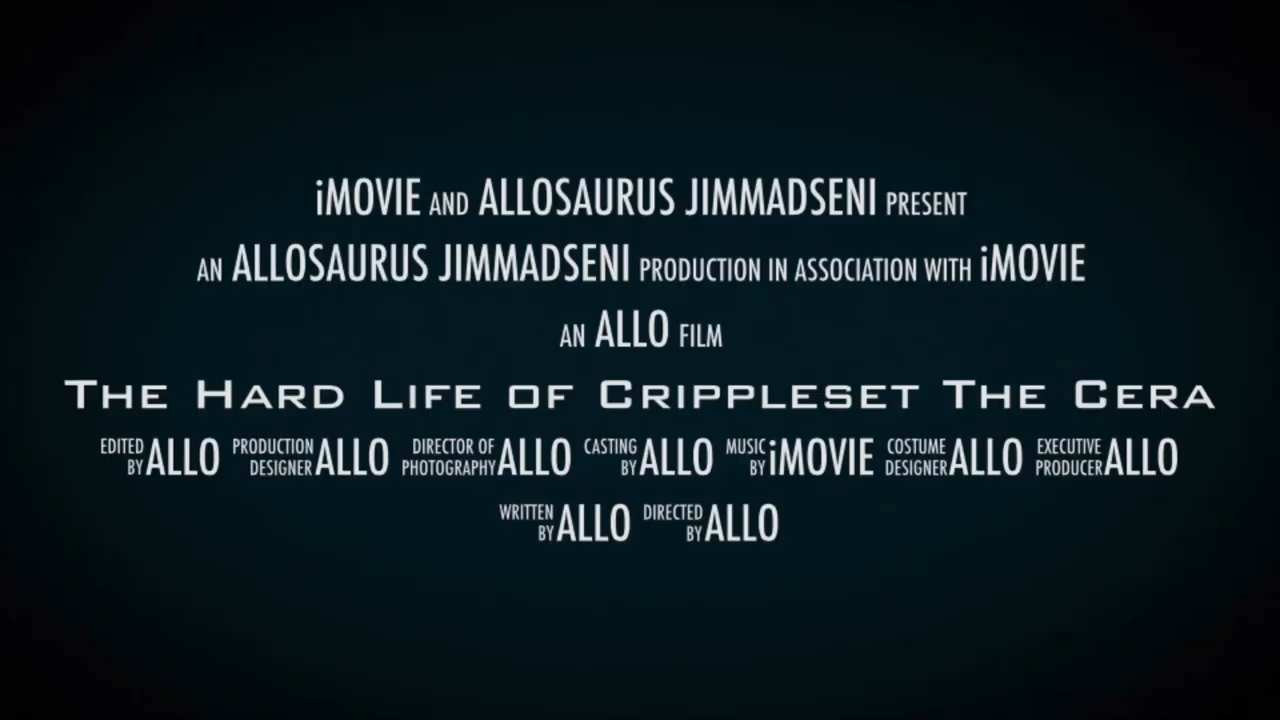 iMOVIE AND ALLOSAURUS JIMMADSENI PRESENT
AN ALLOSAURUS JIMMADSENI PRODUCTION IN ASSOCIATION WITH iMOVIE
AN ALLO FILM
THE HARD LIFE OF CRIPPLESET THE CERA
EDITED BY ALLO PRODUCTION DESIGNER ALLO DIRECTOR OF PHOTOGRAPHY ALLO CASTING BY ALLO MUSIC BY iMOVIE COSTUME DESIGNER ALLO EXECUTIVE PRODUCER ALLO
WRITTEN BY ALLO DIRECTED BY ALLO